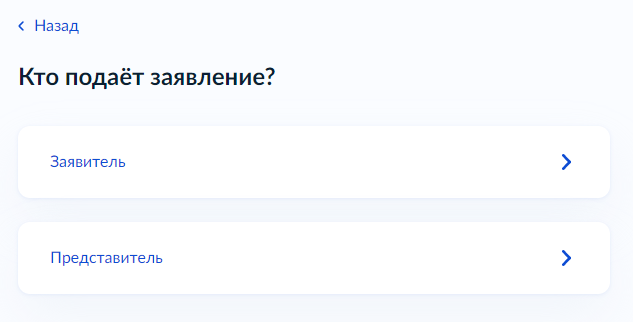 Назад
Кто подаёт заявление?
Заявитель
Представитель